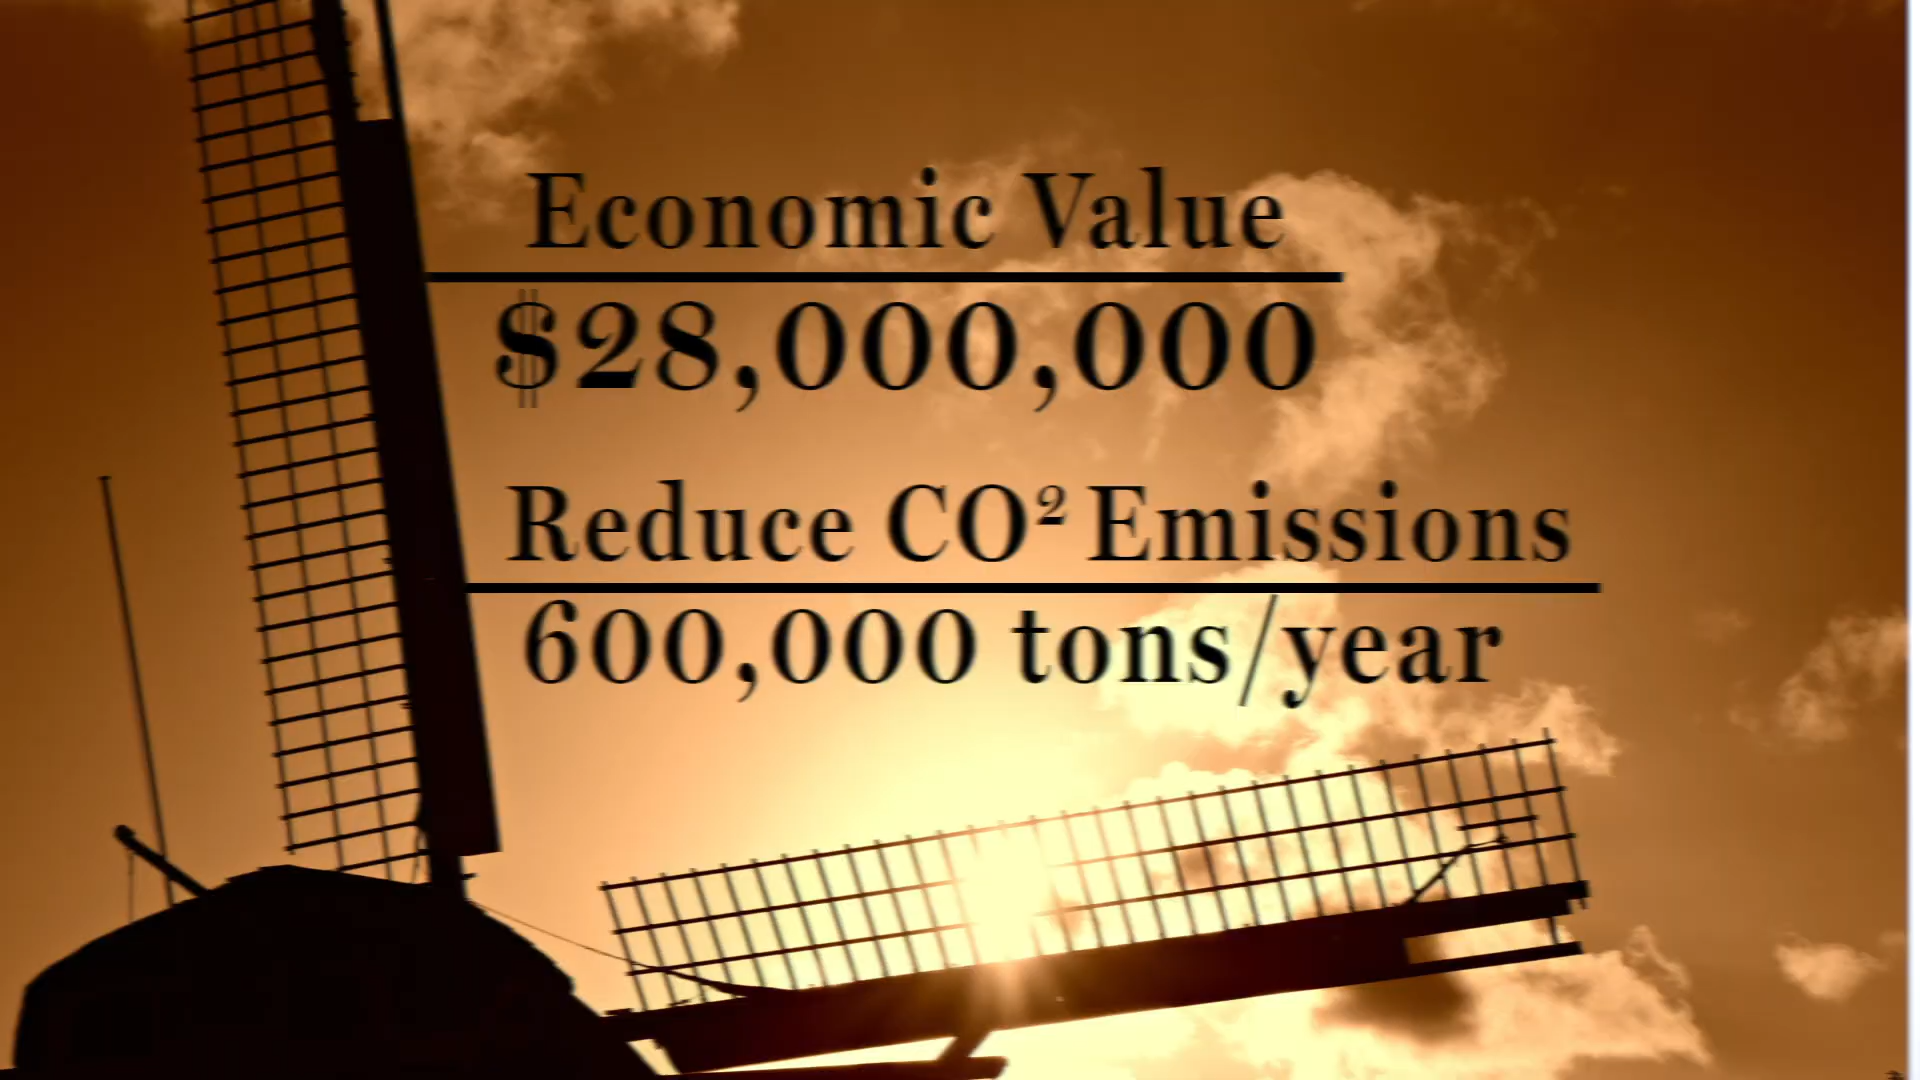 Economic Value
$28,000,000
Reduce CO² Emissions
600,000 tons/year